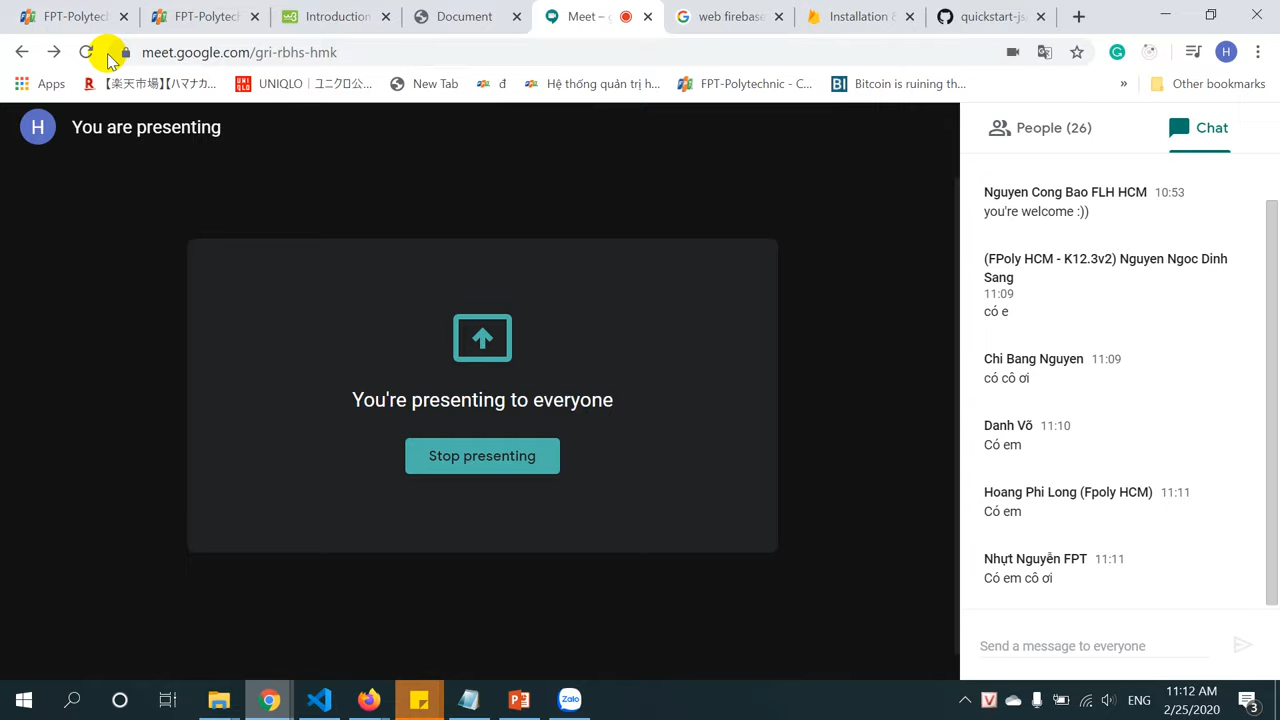 FPT-Polytec
FPT-Polytec
Introduction
Document
Meet –
web firebase
Installation &
quickstart-js
meet.google.com/gri-rbhs-hmk
Apps
【楽天市場】【ハマナカ...
UNIQLO | ユニクロ公...
New Tab
đ
Hệ thống quản trị h...
FPT-Polytechnic - C...
BI
Bitcoin is ruining th...
»
Other bookmarks
H
You are presenting
You're presenting to everyone
Stop presenting
People (26)
Chat
Nguyen Cong Bao FLH HCM 10:53
you're welcome :))
(FPoly HCM - K12.3v2) Nguyen Ngoc Dinh
Sang
11:09
có e
Chi Bang Nguyen 11:09
có cô ơi
Danh Võ 11:10
Có em
Hoang Phi Long (Fpoly HCM) 11:11
Có em
Nhựt Nguyễn FPT 11:11
Có em cô ơi
Send a message to everyone
Zalo
ENG
11:12 AM
2/25/2020
3